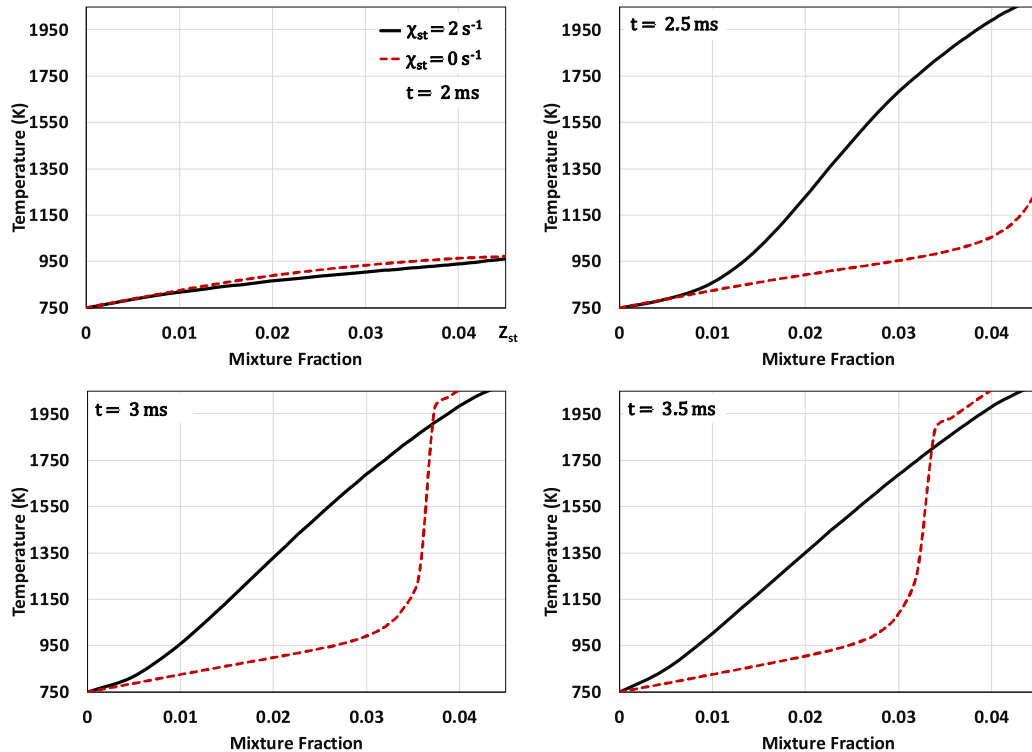 1950
1750
1550
1350
1150
950
750
Temperature (K)
χst = 2 s⁻¹
χst = 0 s⁻¹
t = 2 ms
0 0.01 0.02 0.03 0.04 Zst
Mixture Fraction
1950
1750
1550
1350
1150
950
750
Temperature (K)
t = 2.5 ms
0 0.01 0.02 0.03 0.04
Mixture Fraction
1950
1750
1550
1350
1150
950
750
Temperature (K)
t = 3 ms
0 0.01 0.02 0.03 0.04
Mixture Fraction
1950
1750
1550
1350
1150
950
750
Temperature (K)
t = 3.5 ms
0 0.01 0.02 0.03 0.04
Mixture Fraction